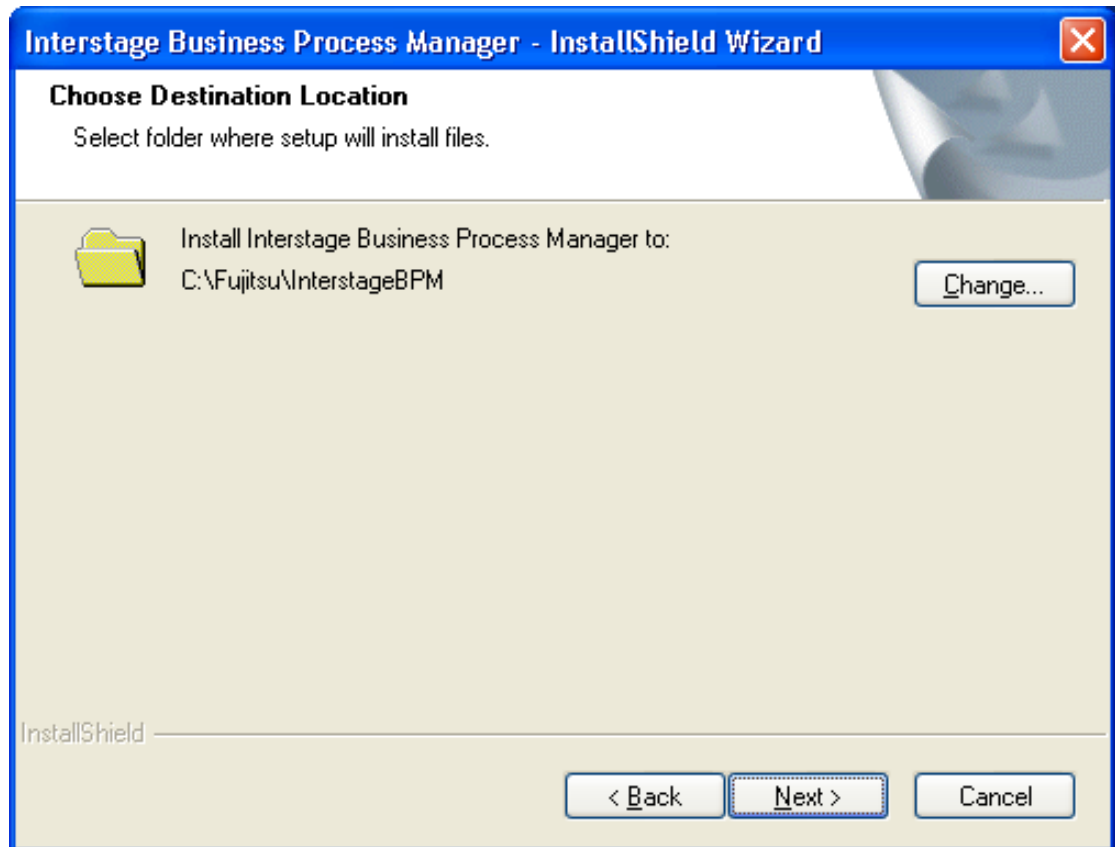 Interstage Business Process Manager - InstallShield Wizard
Choose Destination Location
Select folder where setup will install files.
Install Interstage Business Process Manager to:
C:\Fujitsu\InterstageBPM
Change...
InstallShield
< Back
Next >
Cancel